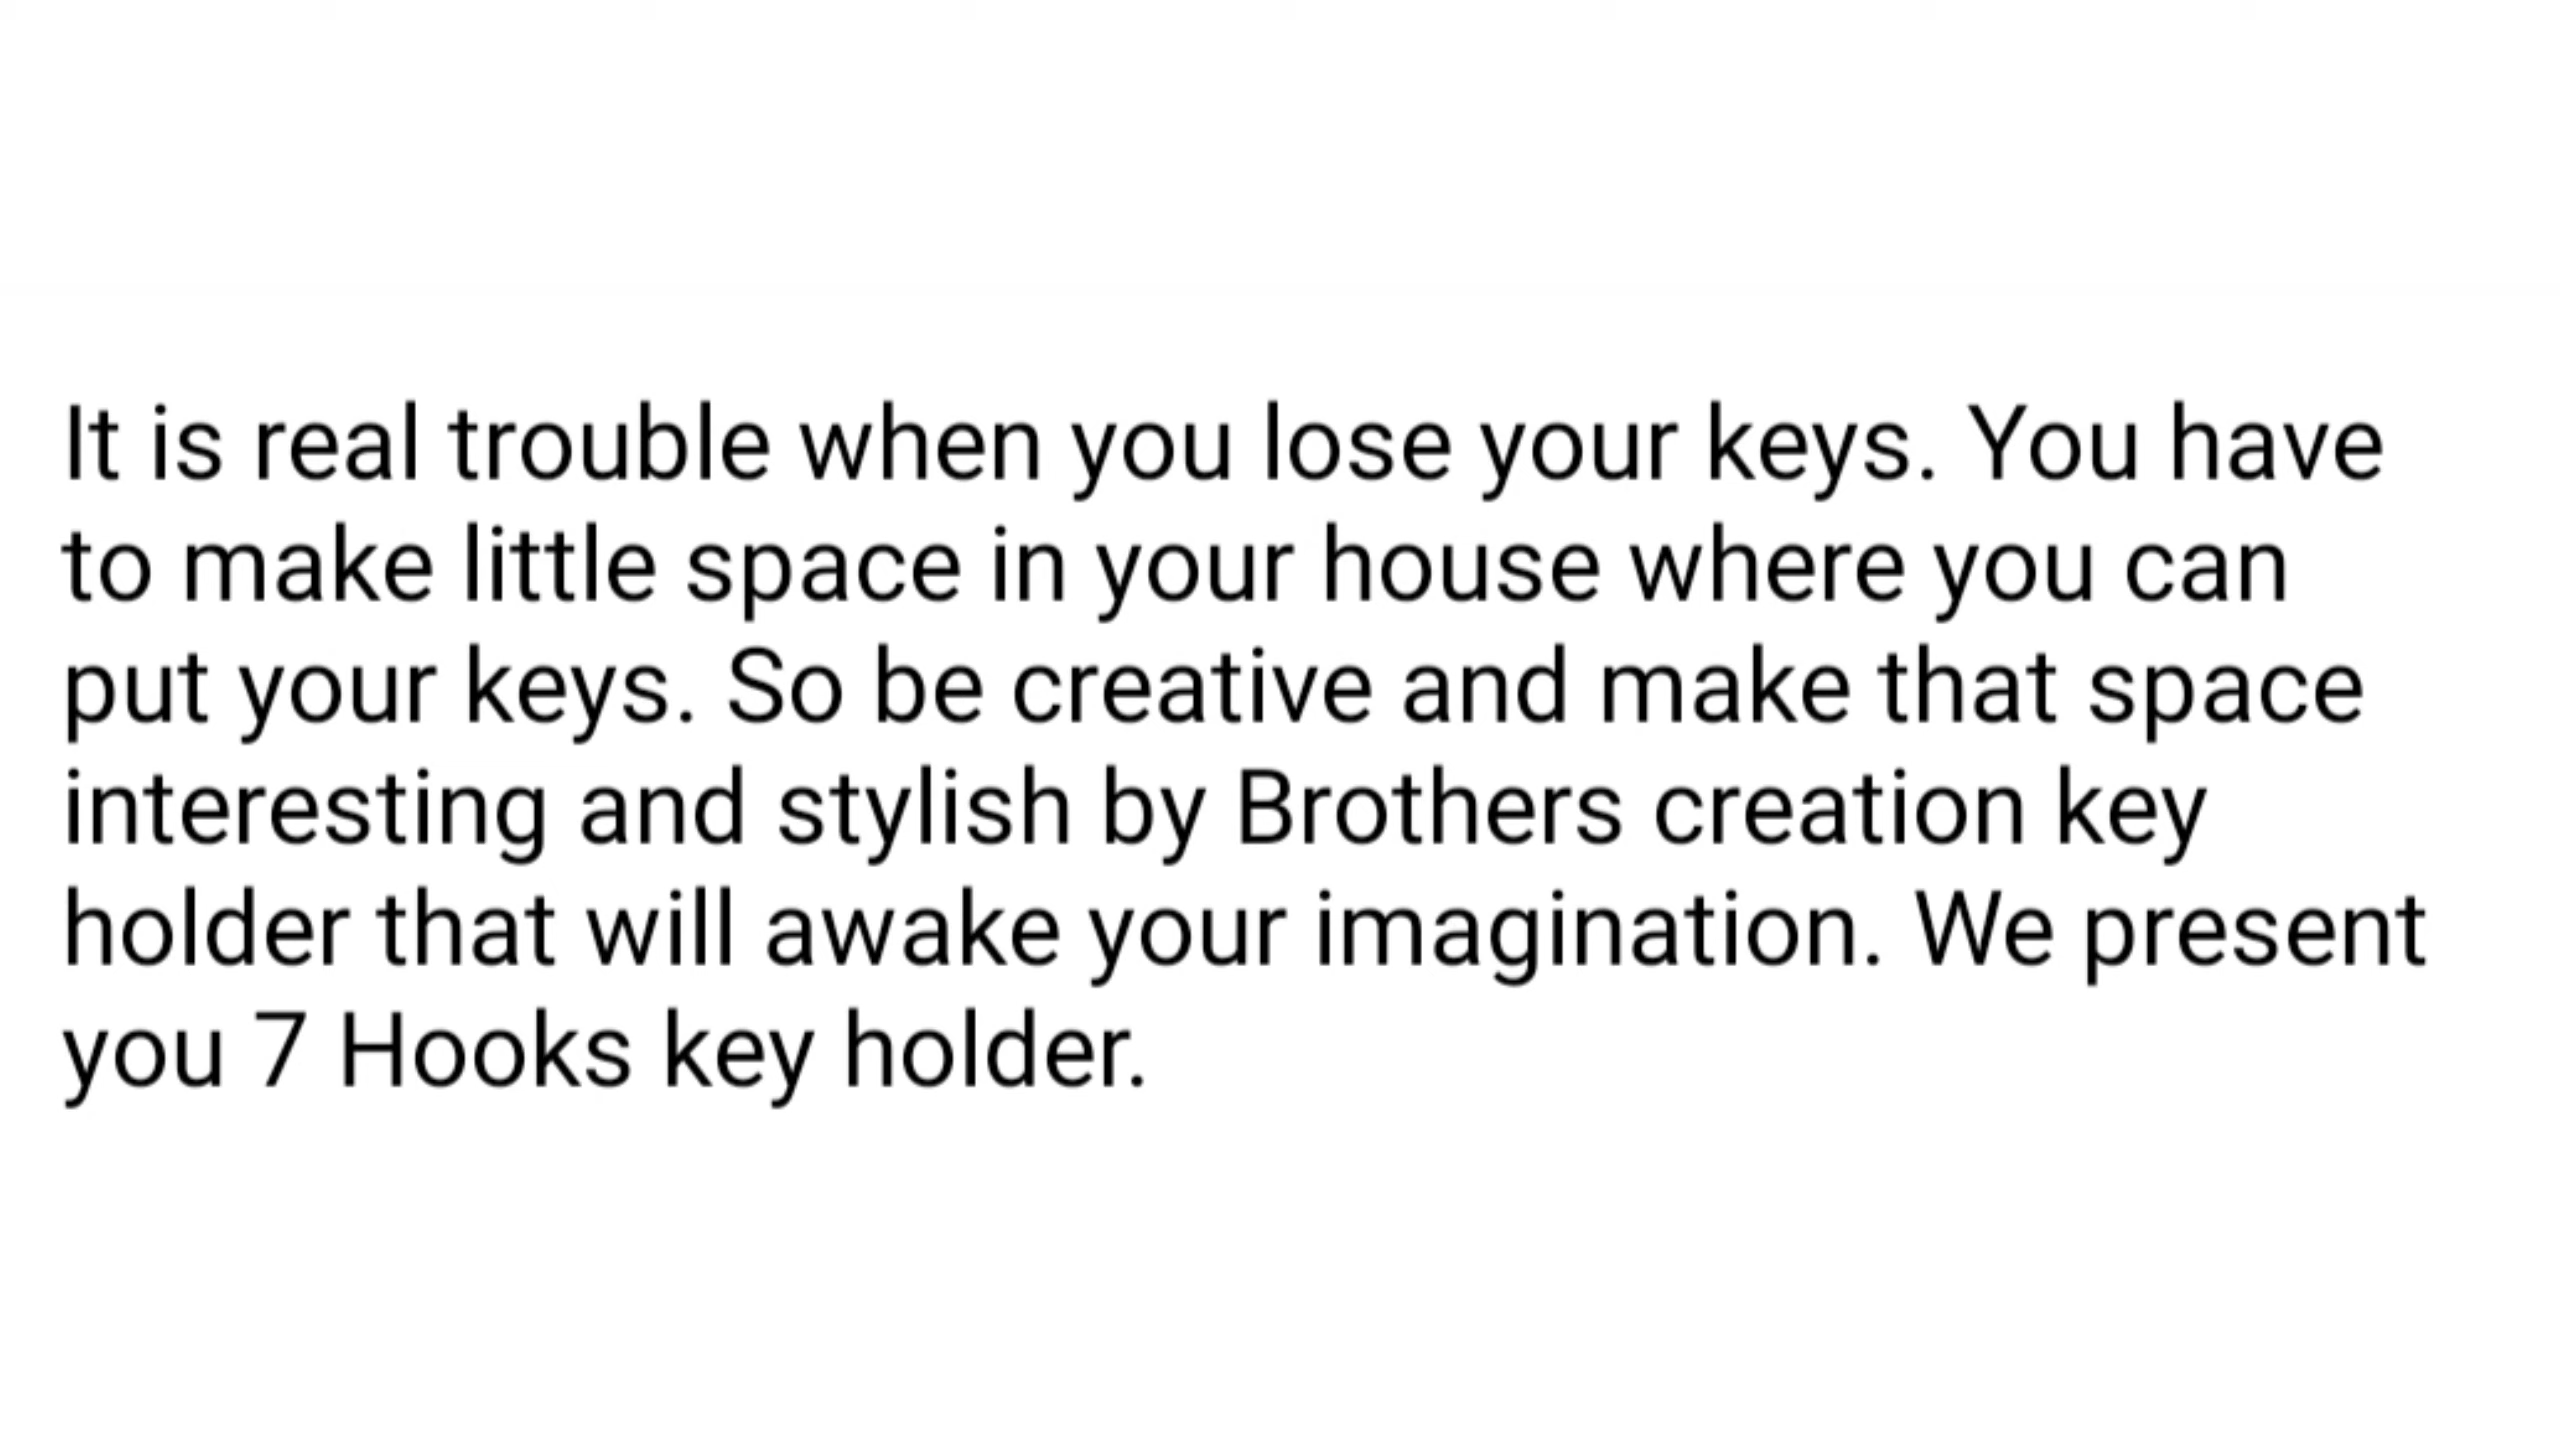 It is real trouble when you lose your keys. You have
to make little space in your house where you can
put your keys. So be creative and make that space
interesting and stylish by Brothers creation key
holder that will awake your imagination. We present
you 7 Hooks key holder.